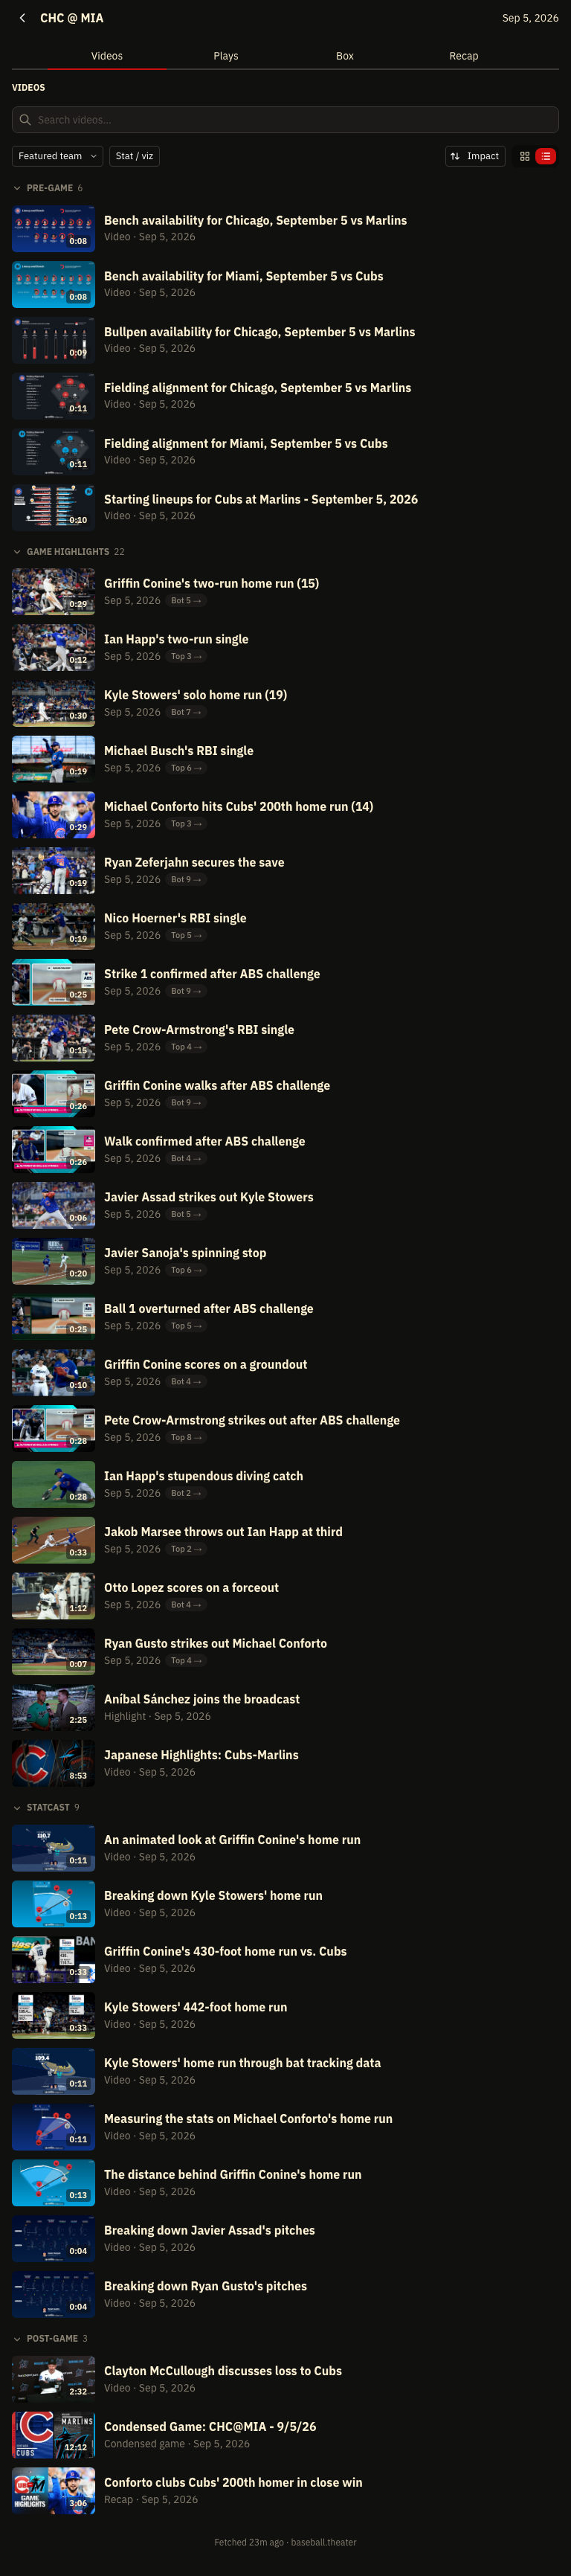 CHC @ MIA
Sep 5, 2026
Videos
Plays
Box
Recap
VIDEOS
Search videos...
Featured team
Stat / viz
Impact
PRE-GAME 6
0:08
Bench availability for Chicago, September 5 vs Marlins
Video · Sep 5, 2026
0:08
Bench availability for Miami, September 5 vs Cubs
Video · Sep 5, 2026
0:09
Bullpen availability for Chicago, September 5 vs Marlins
Video · Sep 5, 2026
0:11
Fielding alignment for Chicago, September 5 vs Marlins
Video · Sep 5, 2026
0:11
Fielding alignment for Miami, September 5 vs Cubs
Video · Sep 5, 2026
0:10
Starting lineups for Cubs at Marlins - September 5, 2026
Video · Sep 5, 2026
GAME HIGHLIGHTS 22
0:29
Griffin Conine's two-run home run (15)
Sep 5, 2026 Bot 5 →
0:12
Ian Happ's two-run single
Sep 5, 2026 Top 3 →
0:30
Kyle Stowers' solo home run (19)
Sep 5, 2026 Bot 7 →
0:19
Michael Busch's RBI single
Sep 5, 2026 Top 6 →
0:29
Michael Conforto hits Cubs' 200th home run (14)
Sep 5, 2026 Top 3 →
0:19
Ryan Zeferjahn secures the save
Sep 5, 2026 Bot 9 →
0:19
Nico Hoerner's RBI single
Sep 5, 2026 Top 5 →
0:25
Strike 1 confirmed after ABS challenge
Sep 5, 2026 Bot 9 →
0:15
Pete Crow-Armstrong's RBI single
Sep 5, 2026 Top 4 →
0:26
Griffin Conine walks after ABS challenge
Sep 5, 2026 Bot 9 →
0:26
Walk confirmed after ABS challenge
Sep 5, 2026 Bot 4 →
0:06
Javier Assad strikes out Kyle Stowers
Sep 5, 2026 Bot 5 →
0:20
Javier Sanoja's spinning stop
Sep 5, 2026 Top 6 →
0:25
Ball 1 overturned after ABS challenge
Sep 5, 2026 Top 5 →
0:10
Griffin Conine scores on a groundout
Sep 5, 2026 Bot 4 →
0:28
Pete Crow-Armstrong strikes out after ABS challenge
Sep 5, 2026 Top 8 →
0:28
Ian Happ's stupendous diving catch
Sep 5, 2026 Bot 2 →
0:33
Jakob Marsee throws out Ian Happ at third
Sep 5, 2026 Top 2 →
1:12
Otto Lopez scores on a forceout
Sep 5, 2026 Bot 4 →
0:07
Ryan Gusto strikes out Michael Conforto
Sep 5, 2026 Top 4 →
2:25
Aníbal Sánchez joins the broadcast
Highlight · Sep 5, 2026
8:53
Japanese Highlights: Cubs-Marlins
Video · Sep 5, 2026
STATCAST 9
110.7
0:11
An animated look at Griffin Conine's home run
Video · Sep 5, 2026
0:13
Breaking down Kyle Stowers' home run
Video · Sep 5, 2026
0:33
Griffin Conine's 430-foot home run vs. Cubs
Video · Sep 5, 2026
0:33
Kyle Stowers' 442-foot home run
Video · Sep 5, 2026
109.4
0:11
Kyle Stowers' home run through bat tracking data
Video · Sep 5, 2026
0:11
Measuring the stats on Michael Conforto's home run
Video · Sep 5, 2026
0:13
The distance behind Griffin Conine's home run
Video · Sep 5, 2026
0:04
Breaking down Javier Assad's pitches
Video · Sep 5, 2026
0:04
Breaking down Ryan Gusto's pitches
Video · Sep 5, 2026
POST-GAME 3
2:32
Clayton McCullough discusses loss to Cubs
Video · Sep 5, 2026
MARLINS
CUBS
12:12
Condensed Game: CHC@MIA - 9/5/26
Condensed game · Sep 5, 2026
GAME
HIGHLIGHTS
3:06
Conforto clubs Cubs' 200th homer in close win
Recap · Sep 5, 2026
Fetched 23m ago · baseball.theater